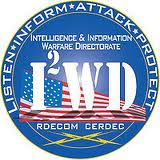 LISTEN★INFORM★ATTACK★PROTECT
INTELLIGENCE & INFORMATION
WARFARE DIRECTORATE
I²WD
RDECOM CERDEC